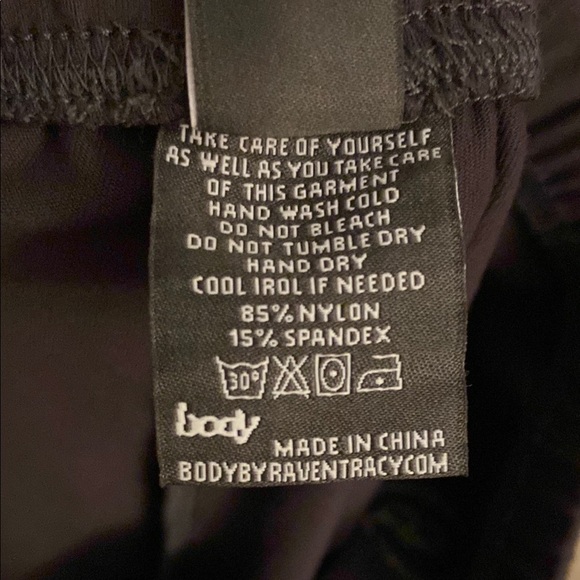 TAKE CARE OF YOURSELF
AS WELL AS YOU TAKE CARE
OF THIS GARMENT
HAND WASH COLD
DO NOT BLEACH
DO NOT TUMBLE DRY
HAND DRY
COOL IROL IF NEEDED
85% NYLON
15% SPANDEX
30°
body
MADE IN CHINA
BODYBYRAVENTRACYCOM